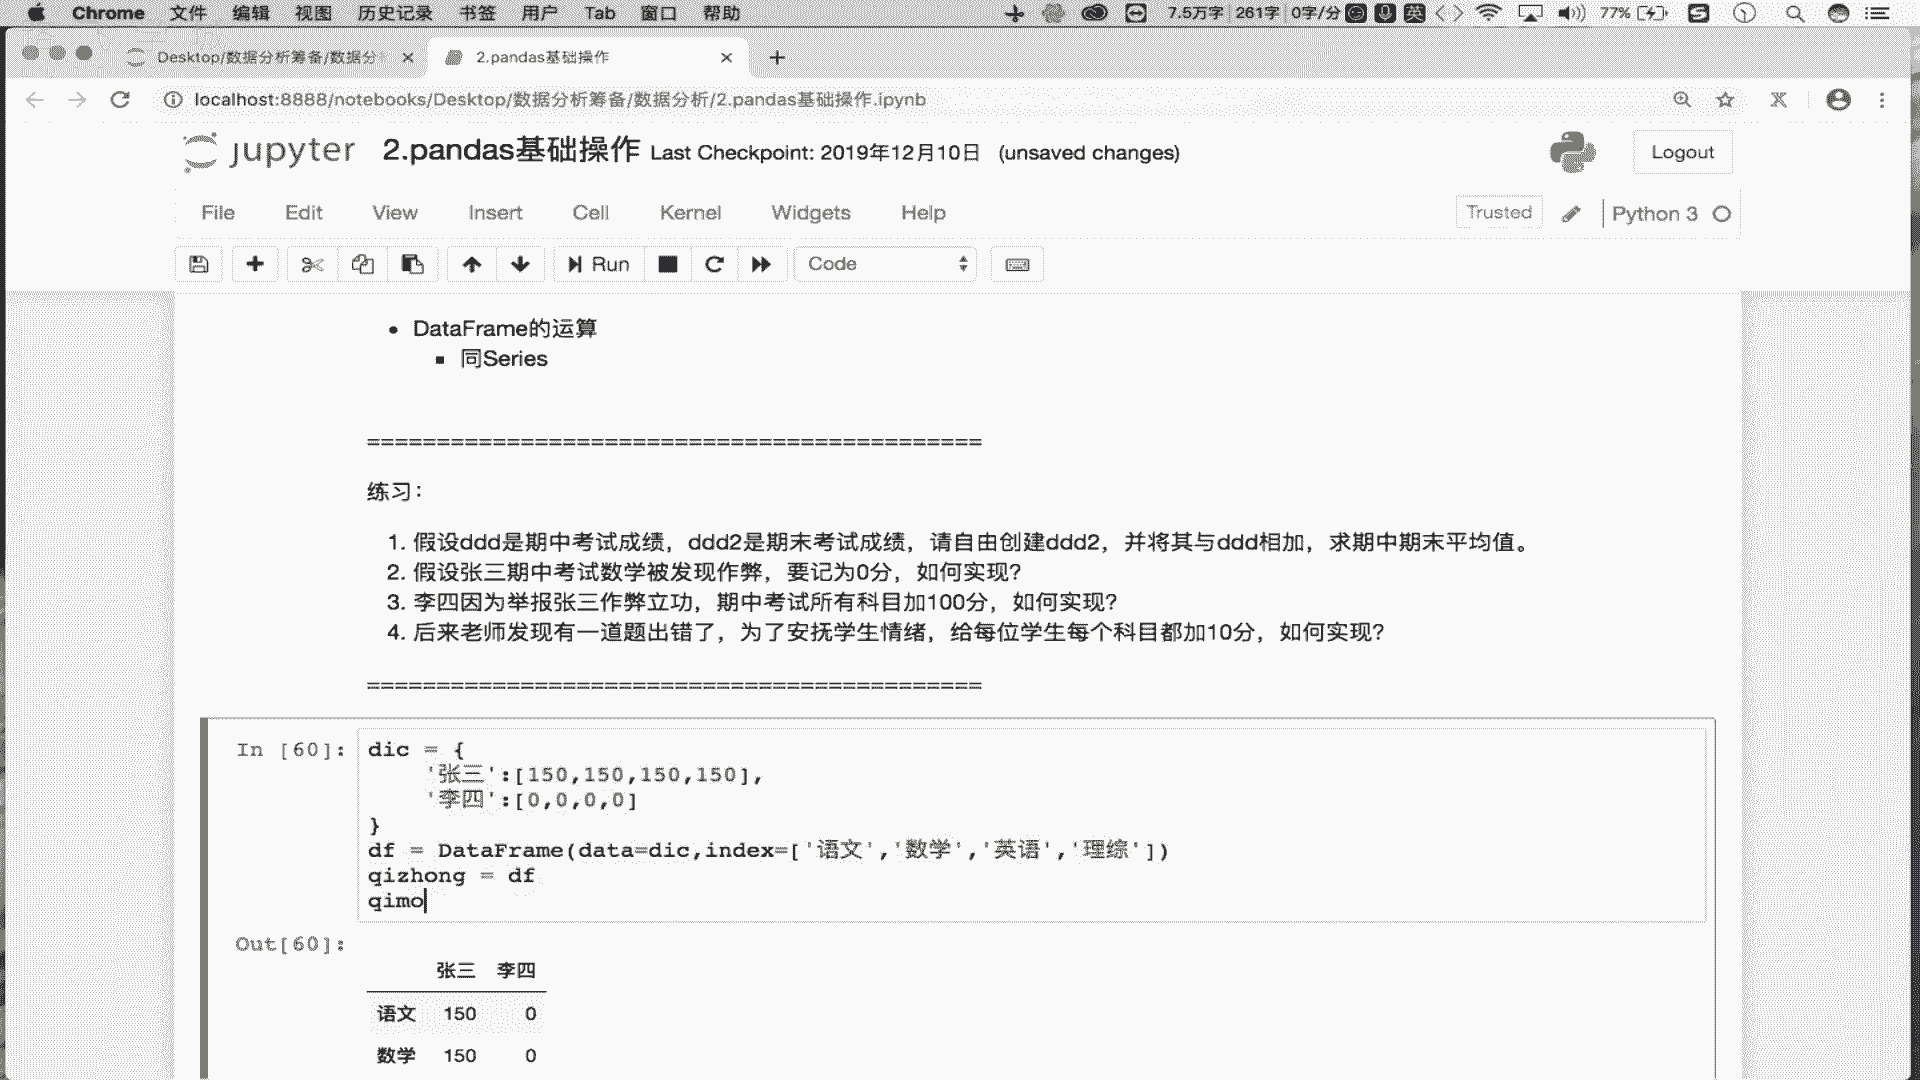 Chrome 文件 编辑 视图 历史记录 书签 用户 Tab 窗口 帮助 7.5万字 261字 0字/分 英 77%
Desktop/数据分析筹备/数据分 2.pandas基础操作
localhost:8888/notebooks/Desktop/数据分析筹备/数据分析/2.pandas基础操作.ipynb
jupyter 2.pandas基础操作 Last Checkpoint: 2019年12月10日 (unsaved changes) Logout
File Edit View Insert Cell Kernel Widgets Help Trusted Python 3
Run Code
• DataFrame的运算
▪ 同Series
============================================
练习：
1. 假设ddd是期中考试成绩，ddd2是期末考试成绩，请自由创建ddd2，并将其与ddd相加，求期中期末平均值。
2. 假设张三期中考试数学被发现作弊，要记为0分，如何实现？
3. 李四因为举报张三作弊立功，期中考试所有科目加100分，如何实现？
4. 后来老师发现有一道题出错了，为了安抚学生情绪，给每位学生每个科目都加10分，如何实现？
============================================
In [60]: dic = {
'张三':[150,150,150,150],
'李四':[0,0,0,0]
}
df = DataFrame(data=dic,index=['语文','数学','英语','理综'])
qizhong = df
qimo
Out[60]:
张三 李四
语文 150 0
数学 150 0